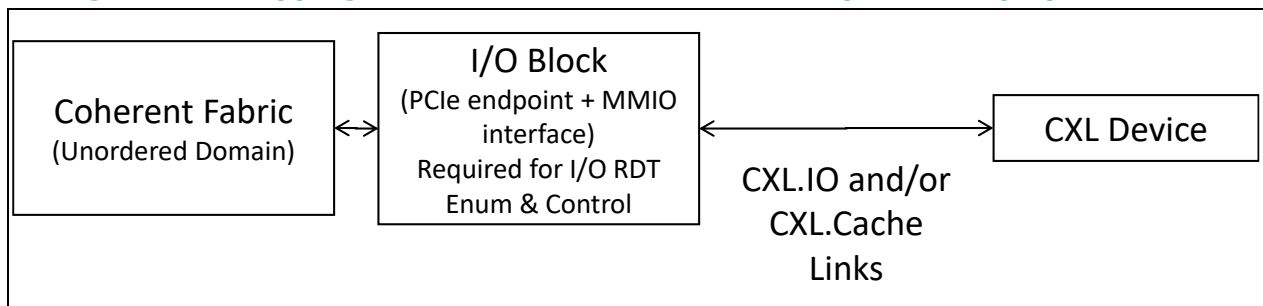 Coherent Fabric
(Unordered Domain)
I/O Block
(PCIe endpoint + MMIO
interface)
Required for I/O RDT
Enum & Control
CXL.IO and/or
CXL.Cache
Links
CXL Device